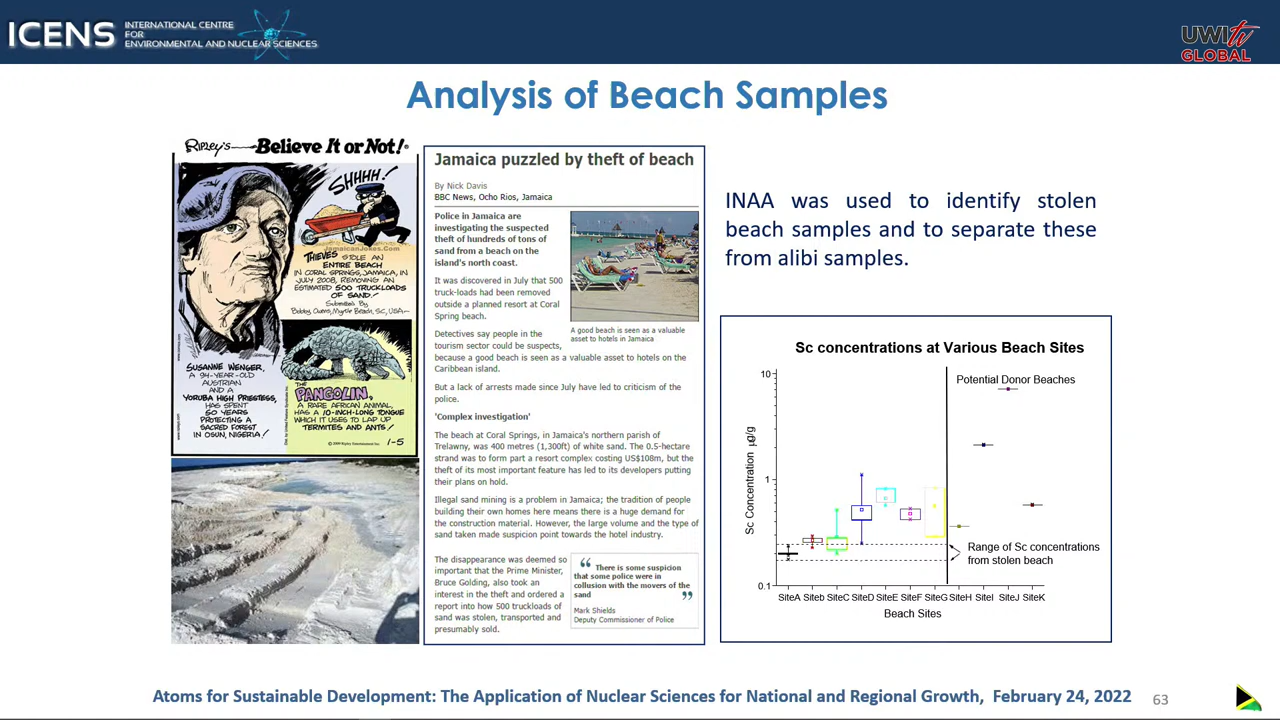 ICENS
INTERNATIONAL CENTRE
FOR
ENVIRONMENTAL AND NUCLEAR SCIENCES
UWI tv
GLOBAL
Analysis of Beach Samples
RIPLEY'S Believe It or Not!®
SHHHH!
JamaicanJokes.Com
THIEVES STOLE AN
ENTIRE BEACH
IN CORAL SPRINGS, JAMAICA, IN
JULY 2008, REMOVING AN
ESTIMATED 500 TRUCKLOADS
OF SAND!
Submitted By
Bobby Owens, Myrtle Beach, S.C., USA
SUSANNE WENGER,
A 94-YEAR-OLD
AUSTRIAN
AND A
YORUBA HIGH PRIESTESS,
HAS SPENT
60 YEARS
PROTECTING A
SACRED FOREST
IN OSUN, NIGERIA!
THE
PANGOLIN,
A RARE AFRICAN ANIMAL,
HAS A 10-INCH-LONG TONGUE
WHICH IT USES TO LAP UP
TERMITES AND ANTS!
1-5
Jamaica puzzled by theft of beach
By Nick Davis
BBC News, Ocho Rios, Jamaica
Police in Jamaica are
investigating the suspected
theft of hundreds of tons of
sand from a beach on the
island's north coast.
It was discovered in July that 500
truck-loads had been removed
outside a planned resort at Coral
Spring beach.
Detectives say people in the
tourism sector could be suspects,
because a good beach is seen as a valuable asset to hotels on the
Caribbean island.
A good beach is seen as a valuable
asset to hotels in Jamaica
But a lack of arrests made since July have led to criticism of the
police.
'Complex investigation'
The beach at Coral Springs, in Jamaica's northern parish of
Trelawny, was 400 metres (1,300ft) of white sand. The 0.5-hectare
strand was to form part a resort complex costing US$108m, but the
theft of its most important feature has led to its developers putting
their plans on hold.
Illegal sand mining is a problem in Jamaica; the tradition of people
building their own homes here means there is a huge demand for
the construction material. However, the large volume and the type of
sand taken made suspicion point towards the hotel industry.
The disappearance was deemed so
important that the Prime Minister,
Bruce Golding, also took an
interest in the theft and ordered a
report into how 500 truckloads of
sand was stolen, transported and
presumably sold.
“ There is some suspicion
that some police were in
collusion with the movers of the
sand ”
Mark Shields
Deputy Commissioner of Police
INAA was used to identify stolen
beach samples and to separate these
from alibi samples.
Sc concentrations at Various Beach Sites
Potential Donor Beaches
Sc Concentration µg/g
10
1
0.1
Range of Sc concentrations
from stolen beach
SiteA Siteb SiteC SiteD SiteE SiteF SiteG SiteH SiteI SiteJ SiteK
Beach Sites
Atoms for Sustainable Development: The Application of Nuclear Sciences for National and Regional Growth, February 24, 2022
63